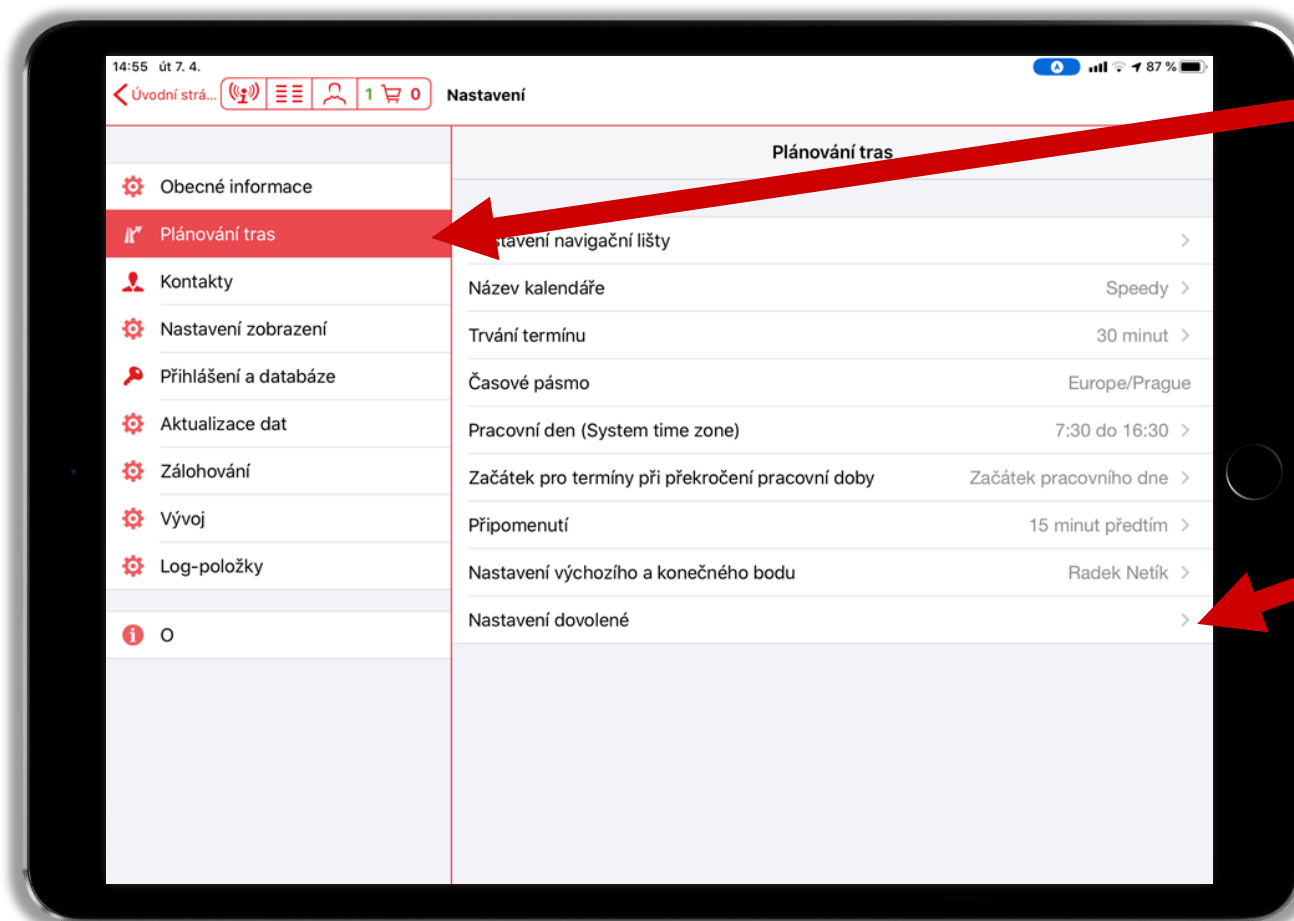 14:55 út 7. 4.
87 %
Úvodní strá...
1
0
Nastavení
Obecné informace
Plánování tras
Kontakty
Nastavení zobrazení
Přihlášení a databáze
Aktualizace dat
Zálohování
Vývoj
Log-položky
O
Plánování tras
stavení navigační lišty
Název kalendáře Speedy
Trvání termínu 30 minut
Časové pásmo Europe/Prague
Pracovní den (System time zone) 7:30 do 16:30
Začátek pro termíny při překročení pracovní doby Začátek pracovního dne
Připomenutí 15 minut předtím
Nastavení výchozího a konečného bodu Radek Netík
Nastavení dovolené